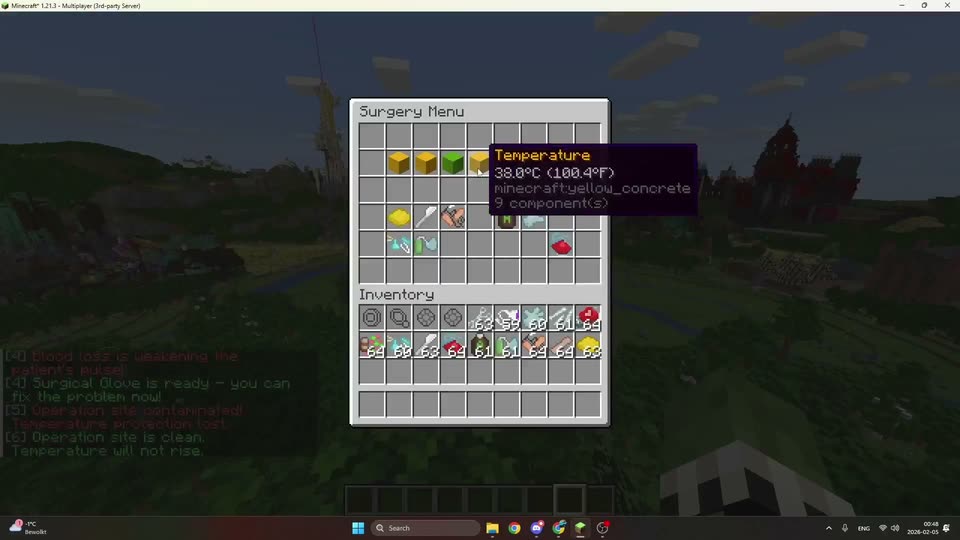 Minecraft* 1.21.3 - Multiplayer (3rd-party Server)
Surgery Menu
Temperature
38.0°C (100.4°F)
minecraft:yellow_concrete
9 component(s)
Inventory
63 59 60 61 64
64 60 63 64 61 61 64 64 63
[4] Blood loss is weakening the
patient's pulse!
[4] Surgical Glove is ready - you can
fix the problem now!
[5] Operation site contaminated!
Temperature protection lost.
[6] Operation site is clean.
Temperature will not rise.
-1°C
Bewolkt
Search
ENG
00:48
2026-02-05